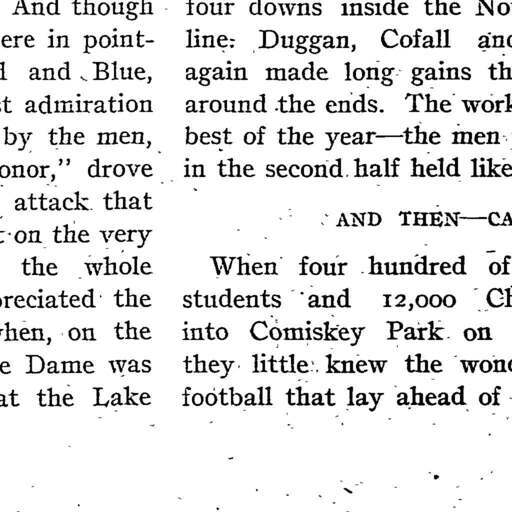 And though
ere in point-
d and Blue,
st admiration
by the men,
onor," drove
attack that
t on the very
the whole
preciated the
when, on the
e Dame was
at the Lake
four downs inside the No
line: Duggan, Cofall and
again made long gains th
around the ends. The work
best of the year—the men
in the second half held like
AND THEN—CA
When four hundred of
students and 12,000 Ch
into Comiskey Park on
they little knew the wond
football that lay ahead of